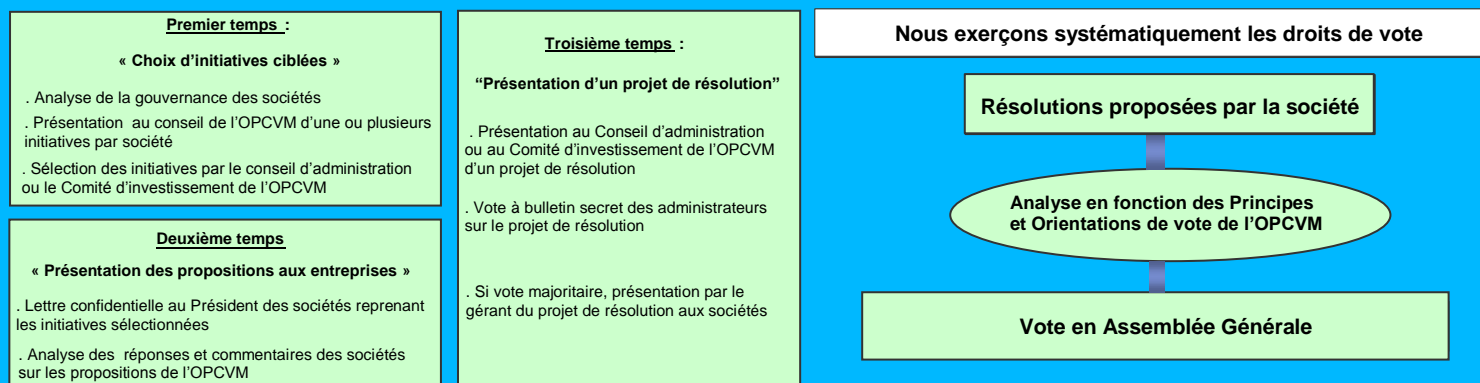 Premier temps :
« Choix d'initiatives ciblées »
. Analyse de la gouvernance des sociétés
. Présentation au conseil de l'OPCVM d'une ou plusieurs
initiatives par société
. Sélection des initiatives par le conseil d'administration
ou le Comité d'investissement de l'OPCVM
Deuxième temps
« Présentation des propositions aux entreprises »
. Lettre confidentielle au Président des sociétés reprenant
les initiatives sélectionnées
. Analyse des réponses et commentaires des sociétés
sur les propositions de l'OPCVM
Troisième temps :
“Présentation d'un projet de résolution”
. Présentation au Conseil d'administration
ou au Comité d'investissement de l'OPCVM
d'un projet de résolution
. Vote à bulletin secret des administrateurs
sur le projet de résolution
. Si vote majoritaire, présentation par le
gérant du projet de résolution aux sociétés
Nous exerçons systématiquement les droits de vote
Résolutions proposées par la société
Analyse en fonction des Principes
et Orientations de vote de l'OPCVM
Vote en Assemblée Générale